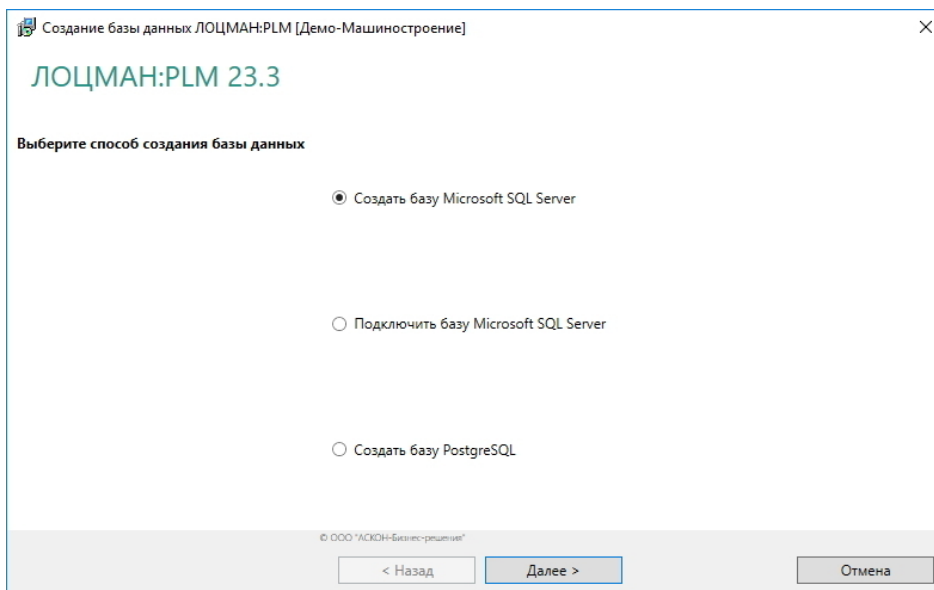 Создание базы данных ЛОЦМАН:PLM [Демо-Машиностроение]
ЛОЦМАН:PLM 23.3
Выберите способ создания базы данных
Создать базу Microsoft SQL Server
Подключить базу Microsoft SQL Server
Создать базу PostgreSQL
© ООО "АСКОН-Бизнес-решения"
< Назад
Далее >
Отмена